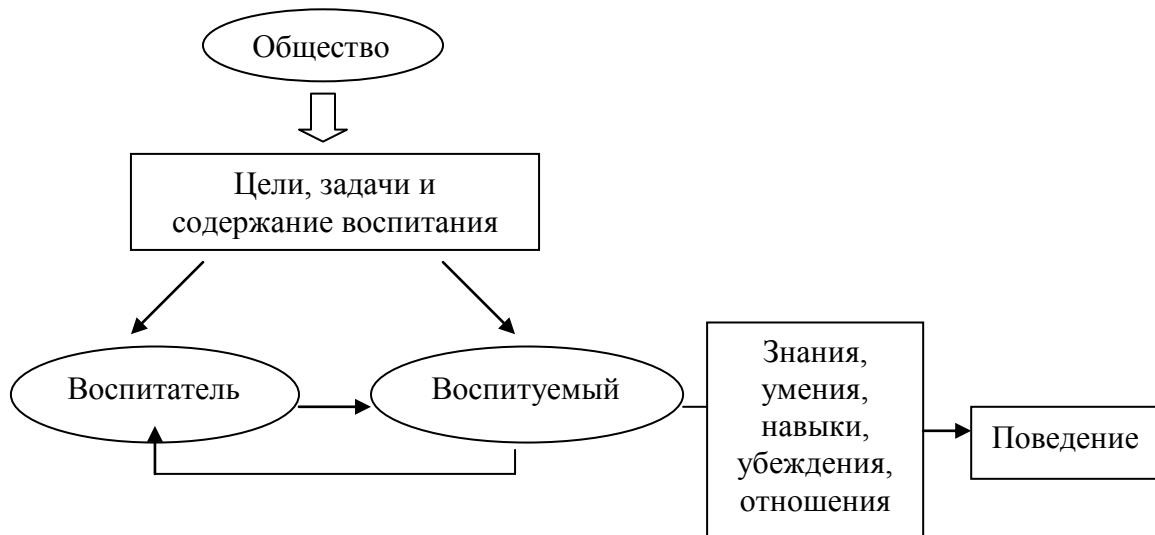 Общество
Цели, задачи и
содержание воспитания
Воспитатель
Воспитуемый
Знания,
умения,
навыки,
убеждения,
отношения
Поведение